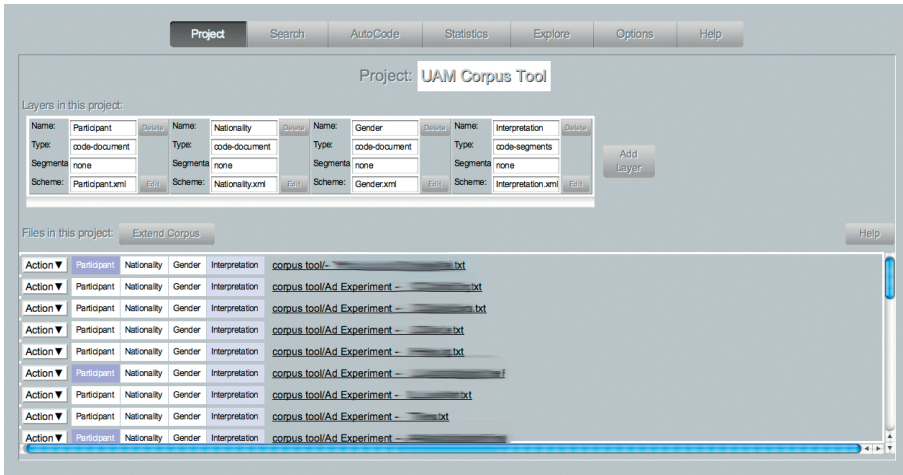 Project Search AutoCode Statistics Explore Options Help
Project: UAM Corpus Tool
Layers in this project:
Name: Participant Delete Name: Nationality Delete Name: Gender Delete Name: Interpretation Delete
Type: code-document Type: code-document Type: code-document Type: code-segments
Segmenta none Segmenta none Segmenta none Segmenta none
Scheme: Participant.xml Edit Scheme: Nationality.xml Edit Scheme: Gender.xml Edit Scheme: Interpretation.xml Edit
Add
Layer
Files in this project: Extend Corpus Help
Action▼ Participant Nationality Gender Interpretation corpus tool/- .txt
Action▼ Participant Nationality Gender Interpretation corpus tool/Ad Experiment - txt
Action▼ Participant Nationality Gender Interpretation corpus tool/Ad Experiment - .txt
Action▼ Participant Nationality Gender Interpretation corpus tool/Ad Experiment - .txt
Action▼ Participant Nationality Gender Interpretation corpus tool/Ad Experiment - .txt
Action▼ Participant Nationality Gender Interpretation corpus tool/Ad Experiment - f
Action▼ Participant Nationality Gender Interpretation corpus tool/Ad Experiment - txt
Action▼ Participant Nationality Gender Interpretation corpus tool/Ad Experiment - .txt
Action▼ Participant Nationality Gender Interpretation corpus tool/Ad Experiment -